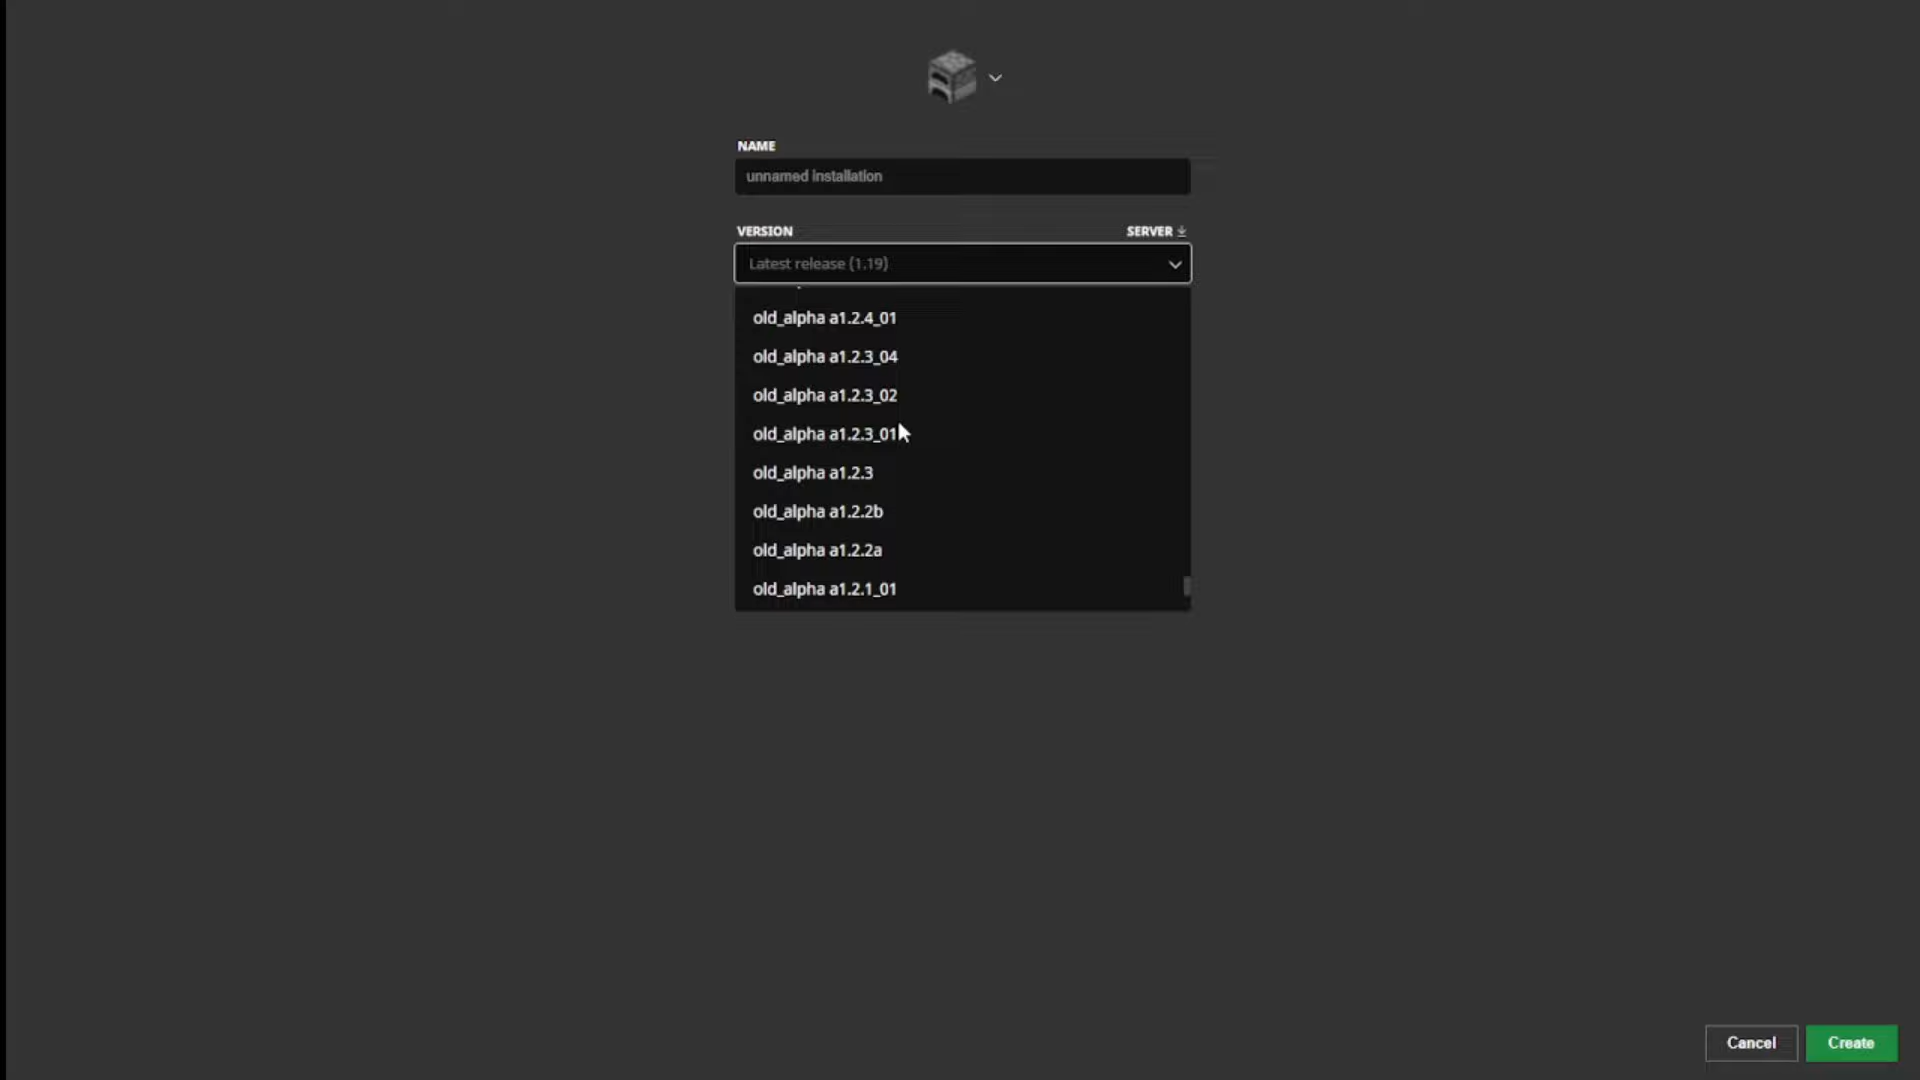 NAME
unnamed installation
VERSION SERVER
Latest release (1.19)
old_alpha a1.2.4_01
old_alpha a1.2.3_04
old_alpha a1.2.3_02
old_alpha a1.2.3_01
old_alpha a1.2.3
old_alpha a1.2.2b
old_alpha a1.2.2a
old_alpha a1.2.1_01
Cancel Create